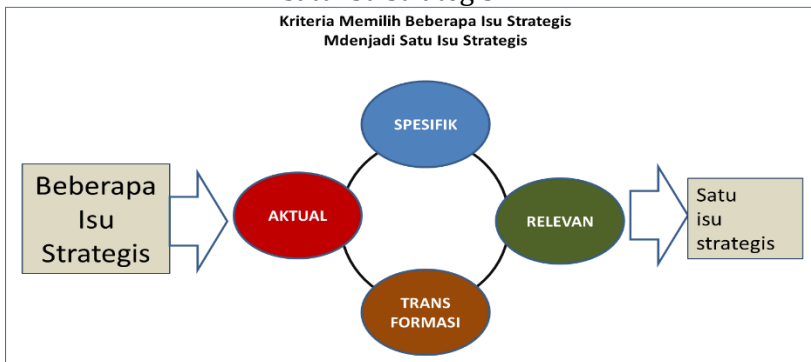 Kriteria Memilih Beberapa Isu Strategis
Mdenjadi Satu Isu Strategis
SPESIFIK
Beberapa
Isu
Strategis
AKTUAL
RELEVAN
Satu
isu
strategis
TRANS
FORMASI